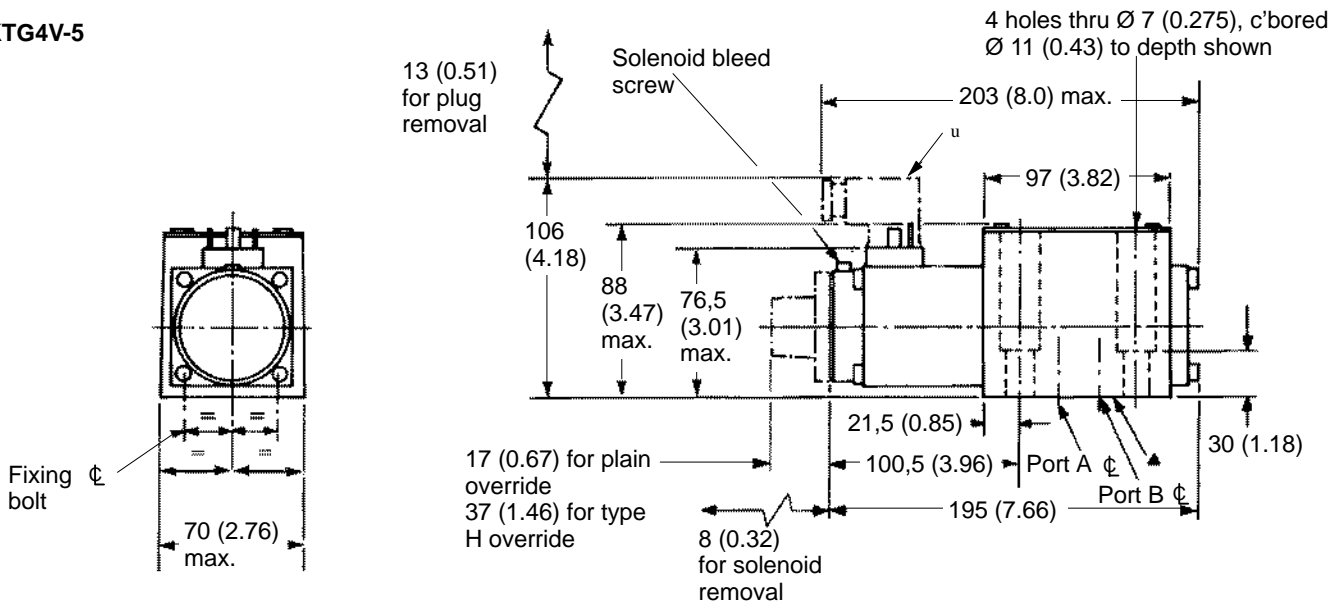 KTG4V-5
4 holes thru Ø 7 (0.275), c’bored
Ø 11 (0.43) to depth shown
13 (0.51)
for plug
removal
Solenoid bleed
screw
203 (8.0) max.
u
97 (3.82)
106
(4.18)
88
(3.47)
max.
76,5
(3.01)
max.
21,5 (0.85)
30 (1.18)
17 (0.67) for plain
override
37 (1.46) for type
H override
100,5 (3.96)
Port A ℄
Port B ℄
195 (7.66)
8 (0.32)
for solenoid
removal
Fixing ℄
bolt
70 (2.76)
max.